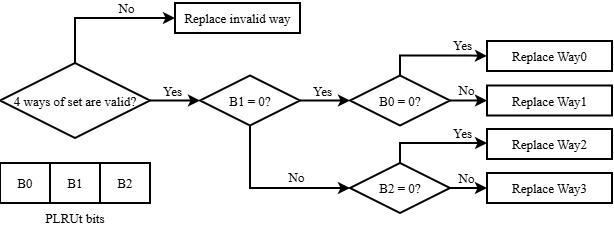 No
Replace invalid way
4 ways of set are valid?
Yes
B1 = 0?
Yes
B0 = 0?
Yes
Replace Way0
No
Replace Way1
No
B2 = 0?
Yes
Replace Way2
No
Replace Way3
B0 B1 B2
PLRUt bits